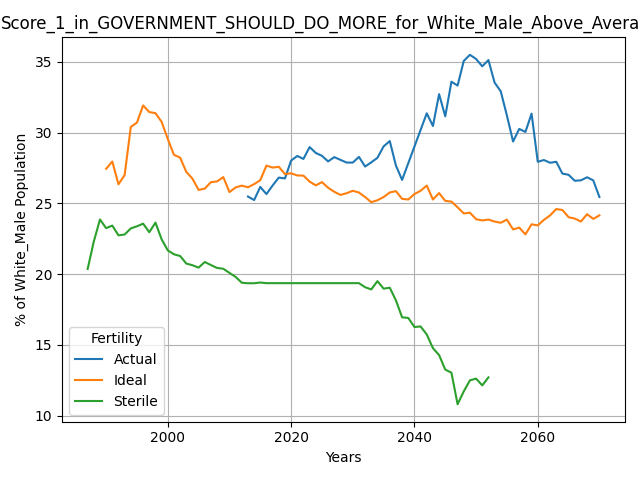 Score_1_in_GOVERNMENT_SHOULD_DO_MORE_for_White_Male_Above_Avera
% of White_Male Population
35
30
25
20
15
10
Fertility
Actual
Ideal
Sterile
2000 2020 2040 2060
Years